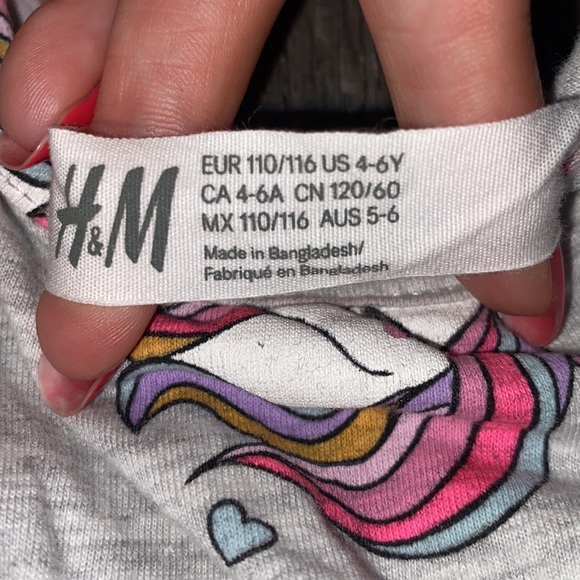 H&M
EUR 110/116 US 4-6Y
CA 4-6A CN 120/60
MX 110/116 AUS 5-6
Made in Bangladesh/
Fabriqué en Bangladesh